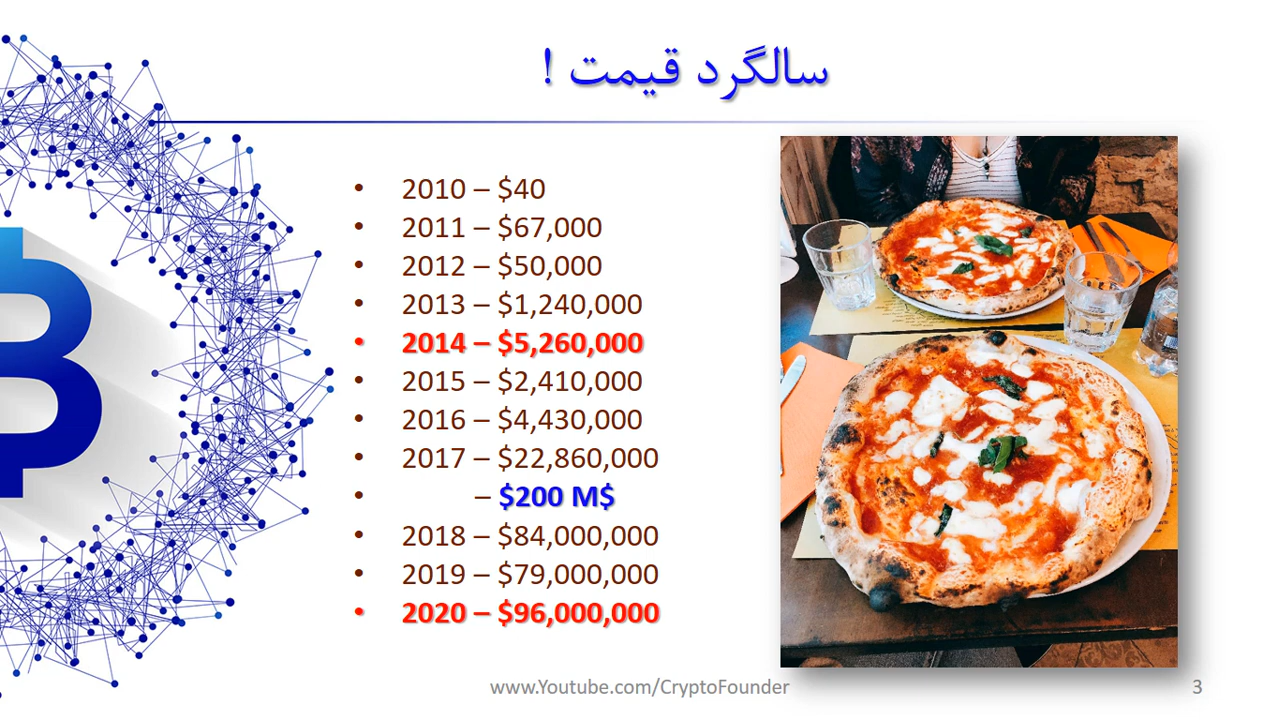 سالگرد قیمت !
• 2010 – $40
• 2011 – $67,000
• 2012 – $50,000
• 2013 – $1,240,000
• 2014 – $5,260,000
• 2015 – $2,410,000
• 2016 – $4,430,000
• 2017 – $22,860,000
• – $200 M$
• 2018 – $84,000,000
• 2019 – $79,000,000
• 2020 – $96,000,000
www.Youtube.com/CryptoFounder
3